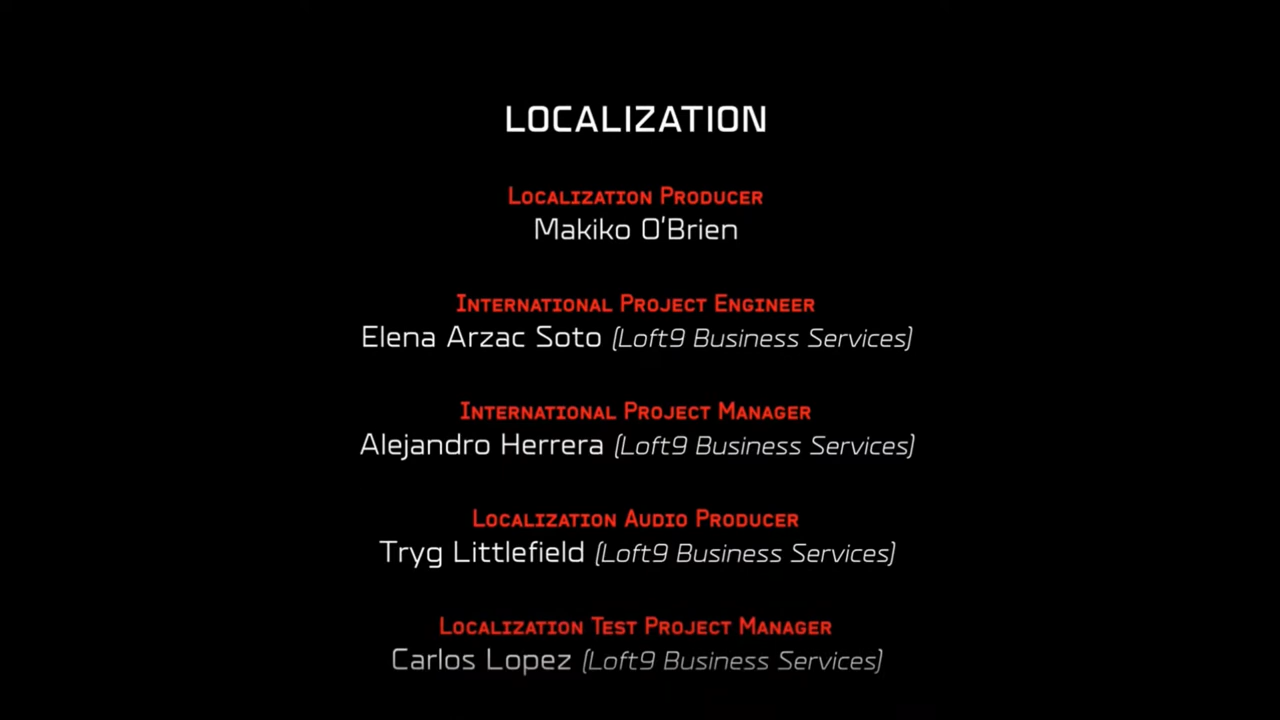 LOCALIZATION
Localization Producer
Makiko O'Brien
International Project Engineer
Elena Arzac Soto (Loft9 Business Services)
International Project Manager
Alejandro Herrera (Loft9 Business Services)
Localization Audio Producer
Tryg Littlefield (Loft9 Business Services)
Localization Test Project Manager
Carlos Lopez (Loft9 Business Services)